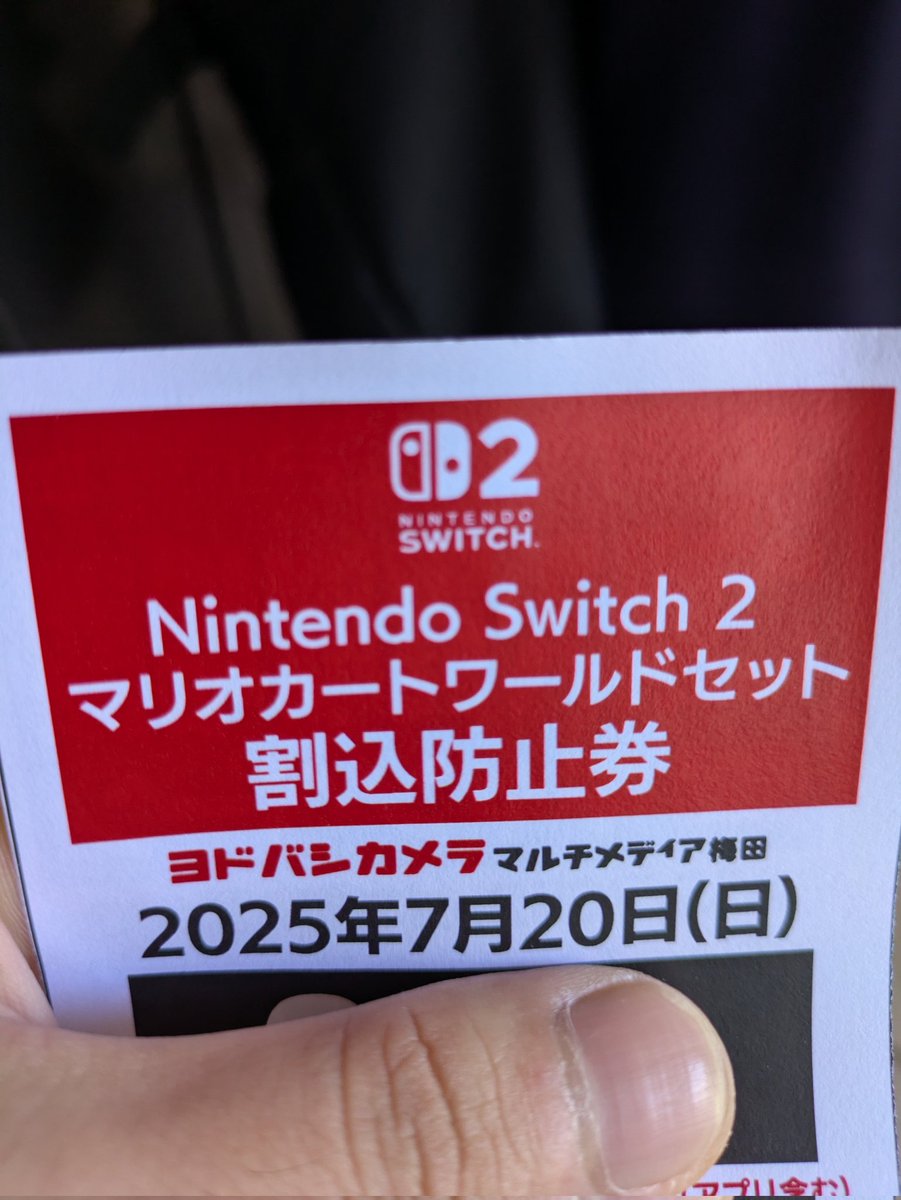 2
NINTENDO
SWITCH.
Nintendo Switch 2
マリオカートワールドセット
割込防止券
ヨドバシカメラ マルチメディア梅田
2025年7月20日(日)
アプリ含む)